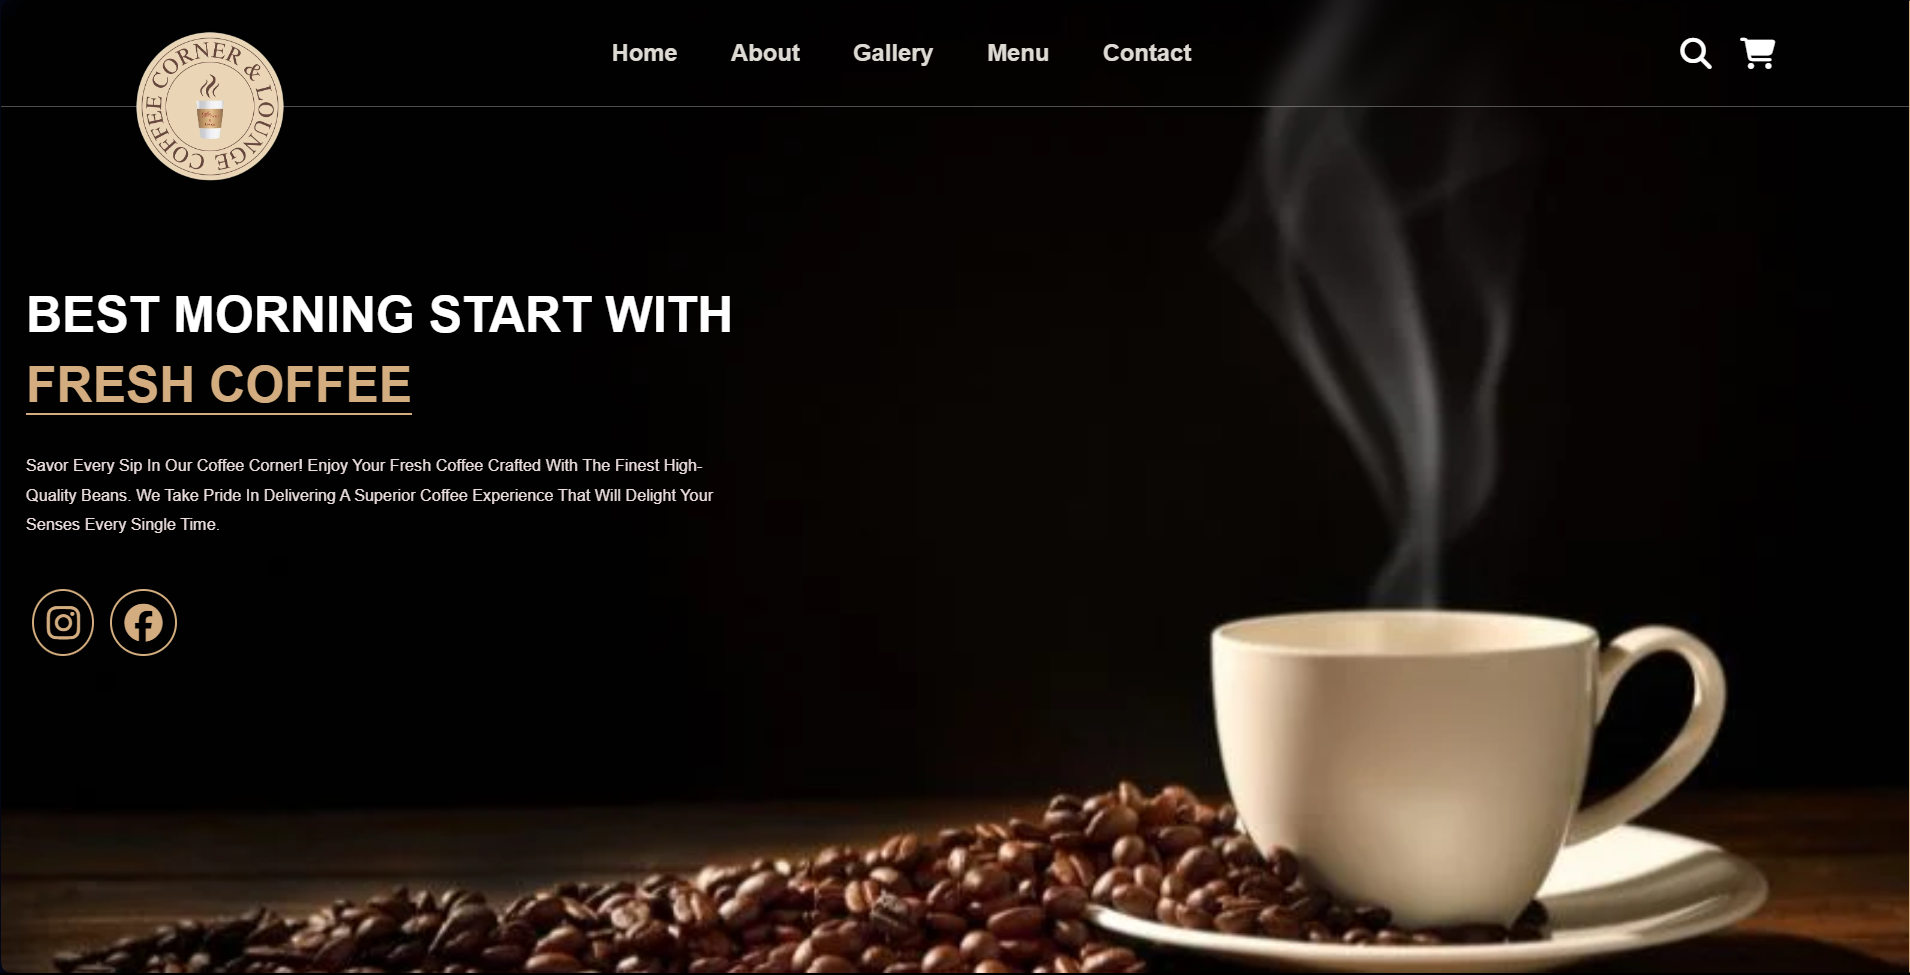 COFFEE CORNER & LOUNGE
Home About Gallery Menu Contact
BEST MORNING START WITH
FRESH COFFEE
Savor Every Sip In Our Coffee Corner! Enjoy Your Fresh Coffee Crafted With The Finest High-
Quality Beans. We Take Pride In Delivering A Superior Coffee Experience That Will Delight Your
Senses Every Single Time.